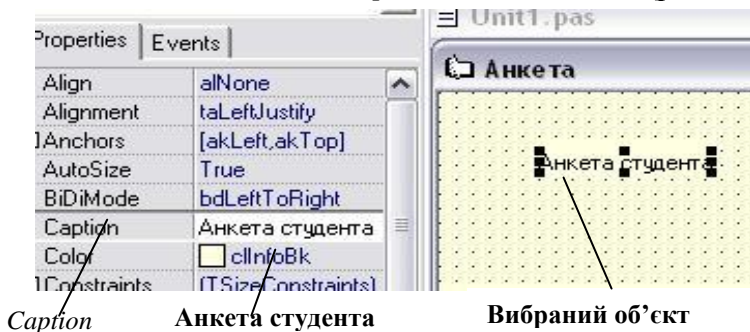 Unit1.pas
Properties Events
Анкета
Align alNone
Alignment taLeftJustify
Anchors [akLeft,akTop]
AutoSize True
BiDiMode bdLeftToRight
Caption Анкета студента
Color clInfoBk
Constraints (TSizeConstraints)
Анкета студента
Caption Анкета студента Вибраний об’єкт